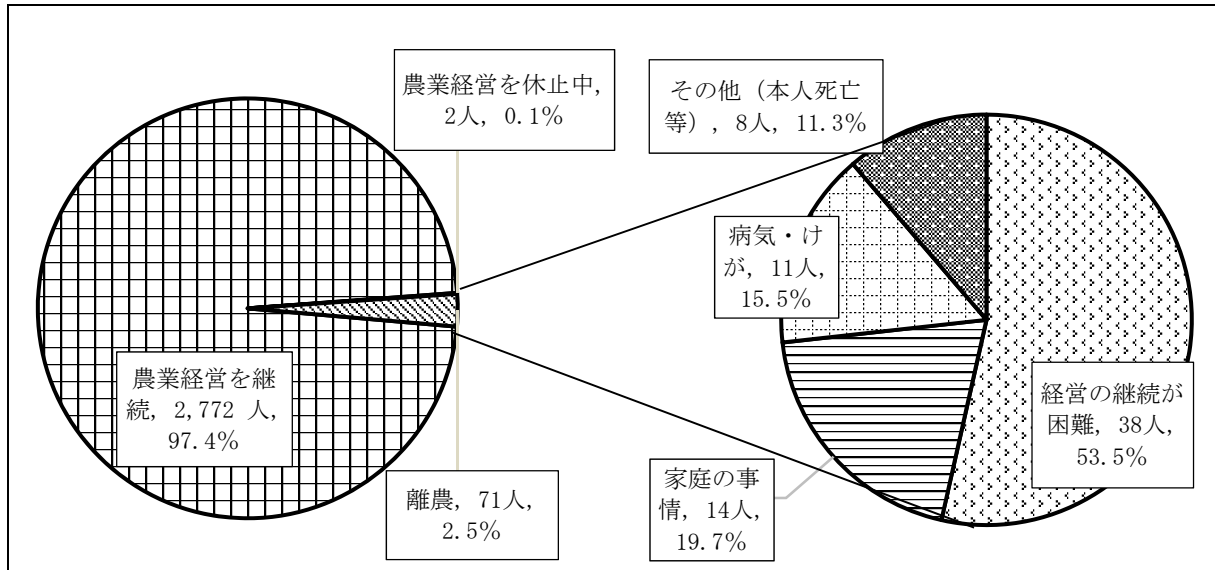 農業経営を休止中,
2人, 0.1%
その他（本人死亡
等）, 8人, 11.3%
病気・け
が, 11人,
15.5%
農業経営を継
続, 2,772 人,
97.4%
経営の継続が
困難, 38人,
53.5%
離農, 71人,
2.5%
家庭の事
情, 14人,
19.7%